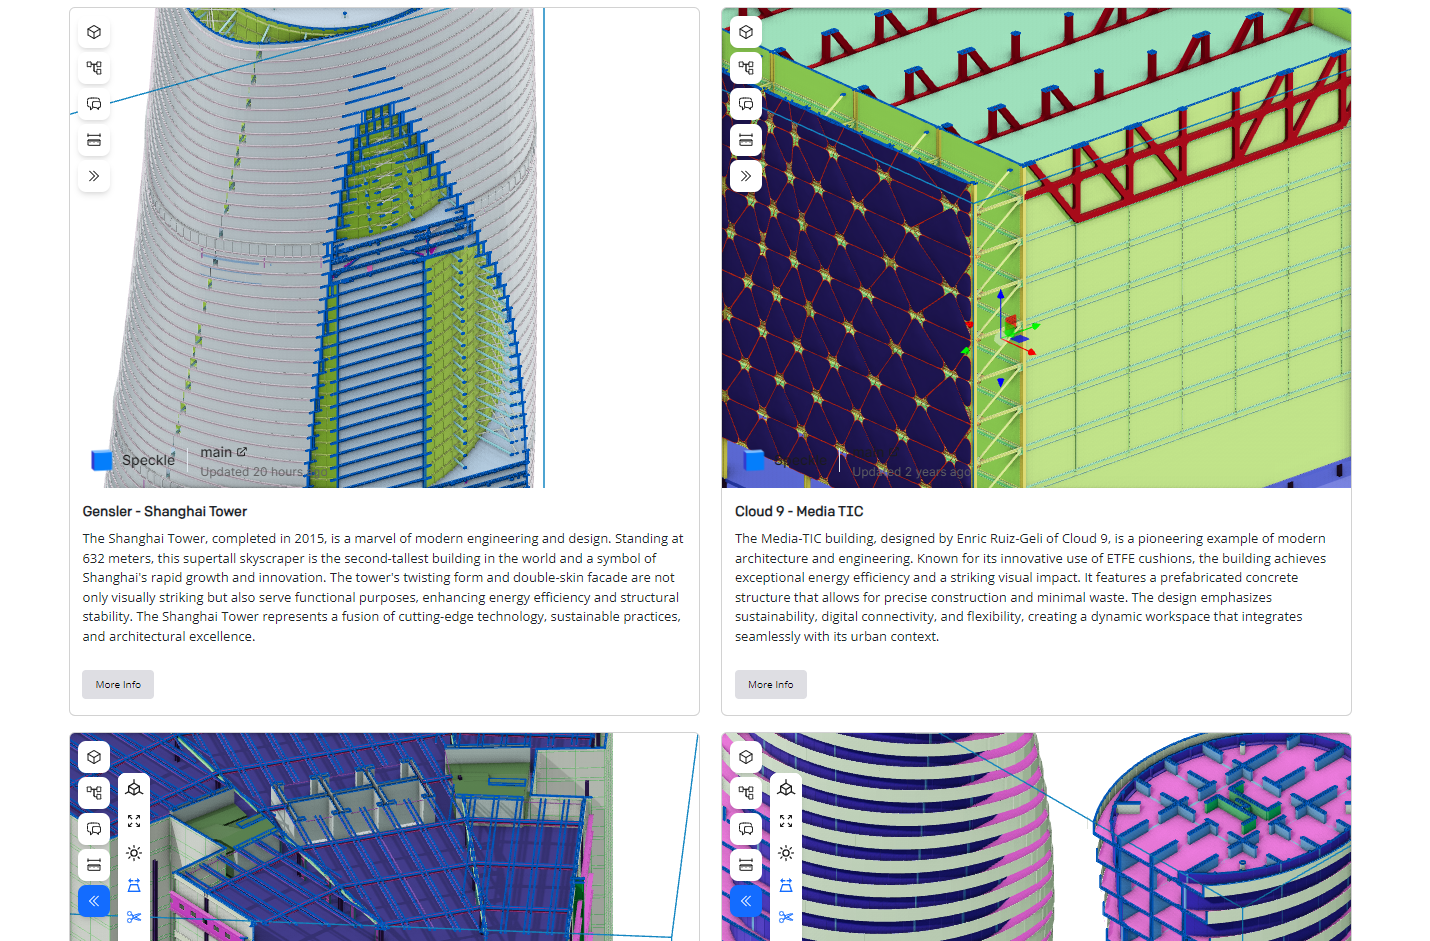 Speckle
main
Updated 20 hours ago
Updated 2 years ago
Gensler - Shanghai Tower
The Shanghai Tower, completed in 2015, is a marvel of modern engineering and design. Standing at
632 meters, this supertall skyscraper is the second-tallest building in the world and a symbol of
Shanghai's rapid growth and innovation. The tower's twisting form and double-skin facade are not
only visually striking but also serve functional purposes, enhancing energy efficiency and structural
stability. The Shanghai Tower represents a fusion of cutting-edge technology, sustainable practices,
and architectural excellence.
More Info
Cloud 9 - Media TIC
The Media-TIC building, designed by Enric Ruiz-Geli of Cloud 9, is a pioneering example of modern
architecture and engineering. Known for its innovative use of ETFE cushions, the building achieves
exceptional energy efficiency and a striking visual impact. It features a prefabricated concrete
structure that allows for precise construction and minimal waste. The design emphasizes
sustainability, digital connectivity, and flexibility, creating a dynamic workspace that integrates
seamlessly with its urban context.
More Info